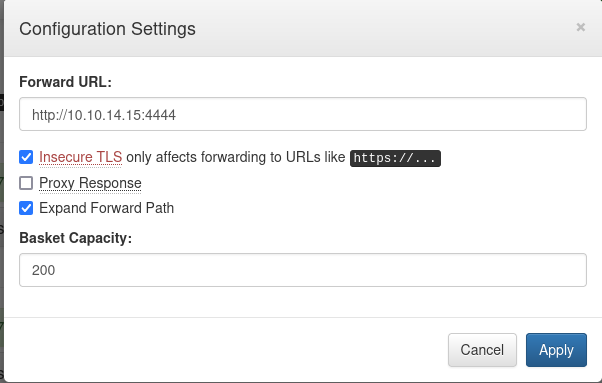 Configuration Settings ×
Forward URL:
http://10.10.14.15:4444
Insecure TLS only affects forwarding to URLs like https://...
Proxy Response
Expand Forward Path
Basket Capacity:
200
Cancel Apply